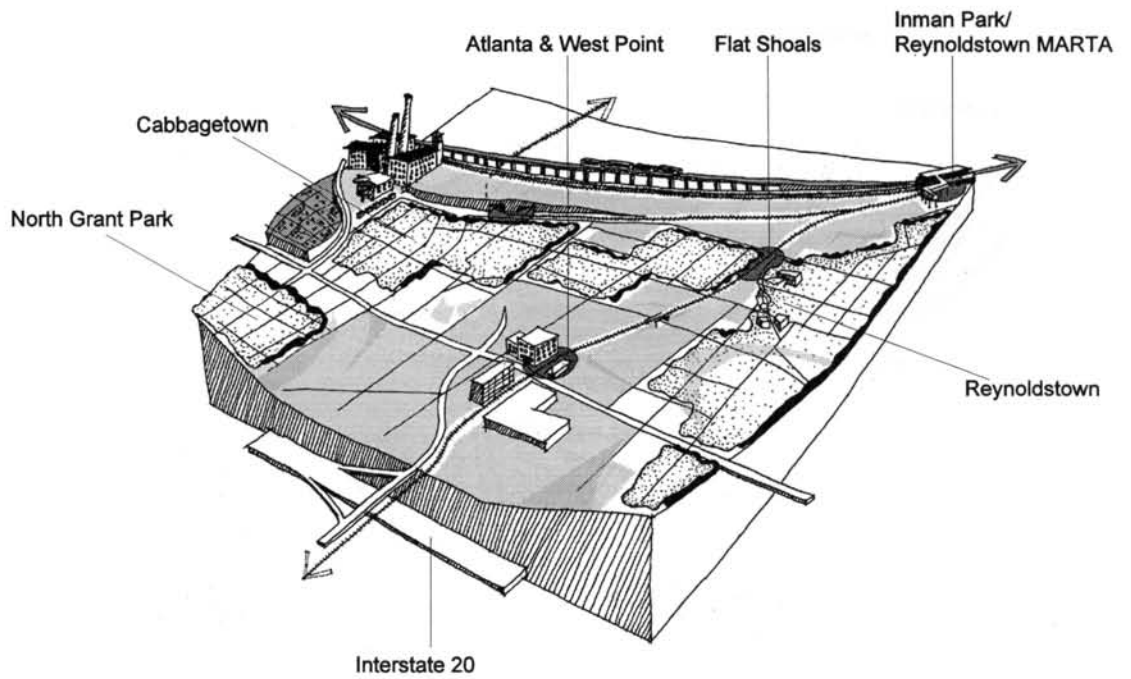 Inman Park/
Reynoldstown MARTA
Atlanta & West Point
Flat Shoals
Cabbagetown
North Grant Park
Reynoldstown
Interstate 20